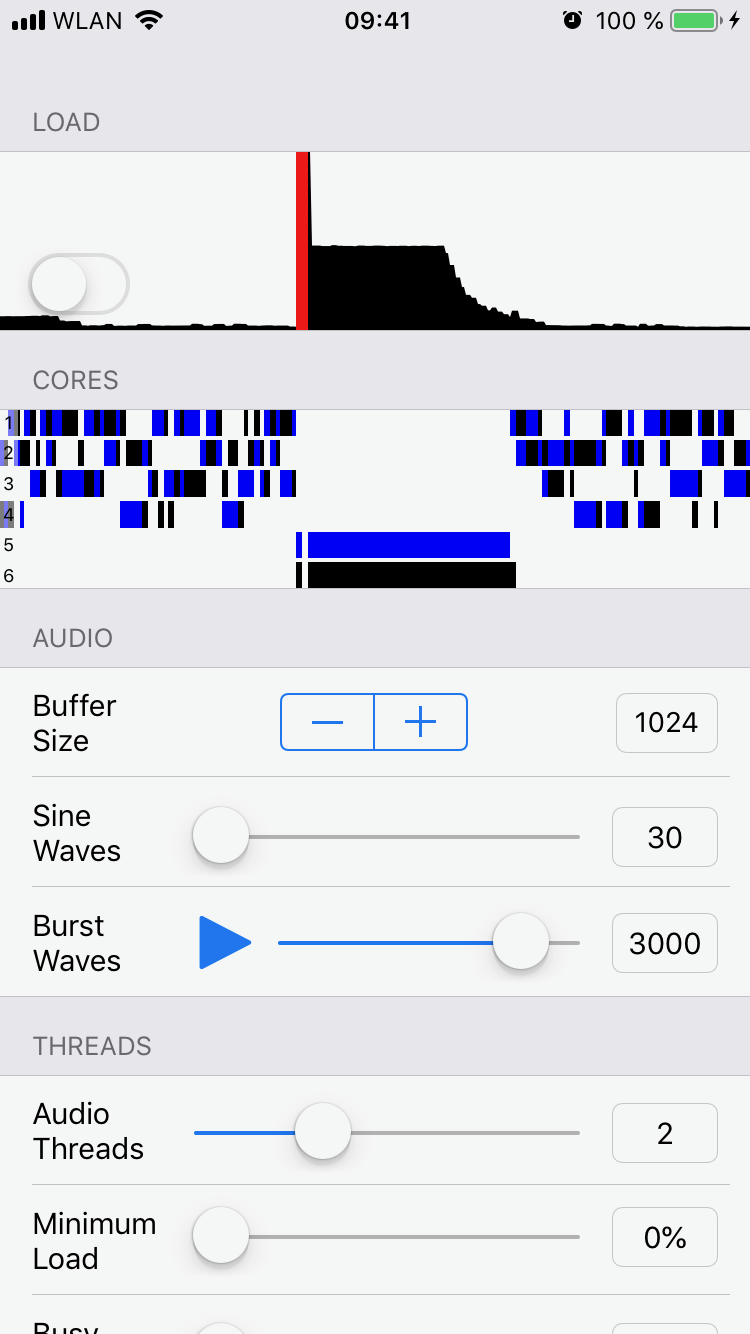 WLAN 09:41 100 %
LOAD
CORES
1
2
3
4
5
6
AUDIO
Buffer
Size
1024
Sine
Waves
30
Burst
Waves
3000
THREADS
Audio
Threads
2
Minimum
Load
0%
Busy